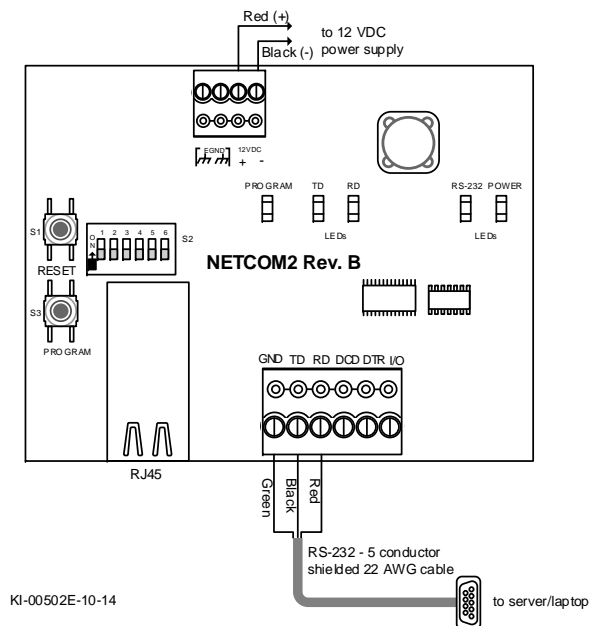 Red (+)
to 12 VDC
power supply
Black (-)
EGND 12VDC
+ -
PROGRAM TD RD RS-232 POWER
LEDs LEDs
S1
ON
1 2 3 4 5 6
S2
RESET
NETCOM2 Rev. B
S3
PROGRAM
GND TD RD DCD DTR I/O
RJ45
Green
Black
Red
RS-232 - 5 conductor
shielded 22 AWG cable
KI-00502E-10-14
to server/laptop